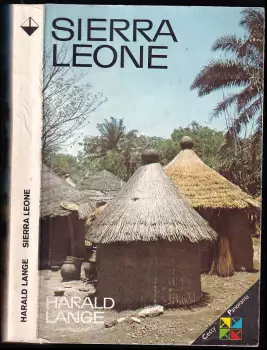 HARALD LANGE SIERRA LEONE
SIERRA
LEONE
HARALD
LANGE
Cesty
Panorama